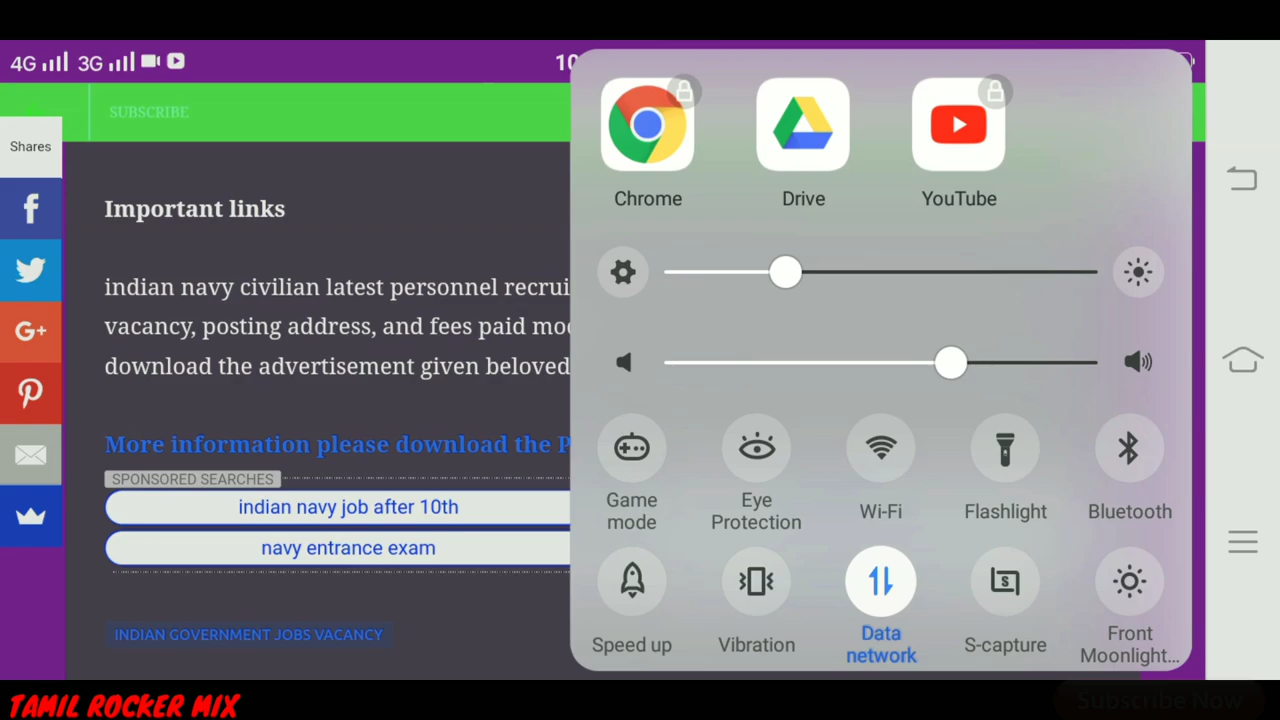 4G 3G 10
SUBSCRIBE
Shares
f
G+
Important links
indian navy civilian latest personnel recrui
vacancy, posting address, and fees paid mo
download the advertisement given beloved
More information please download the P
SPONSORED SEARCHES
indian navy job after 10th
navy entrance exam
INDIAN GOVERNMENT JOBS VACANCY
Chrome Drive YouTube
Game mode
Eye Protection
Wi-Fi
Flashlight
Bluetooth
Speed up
Vibration
Data network
S-capture
Front Moonlight...
TAMIL ROCKER MIX
Subscribe Now